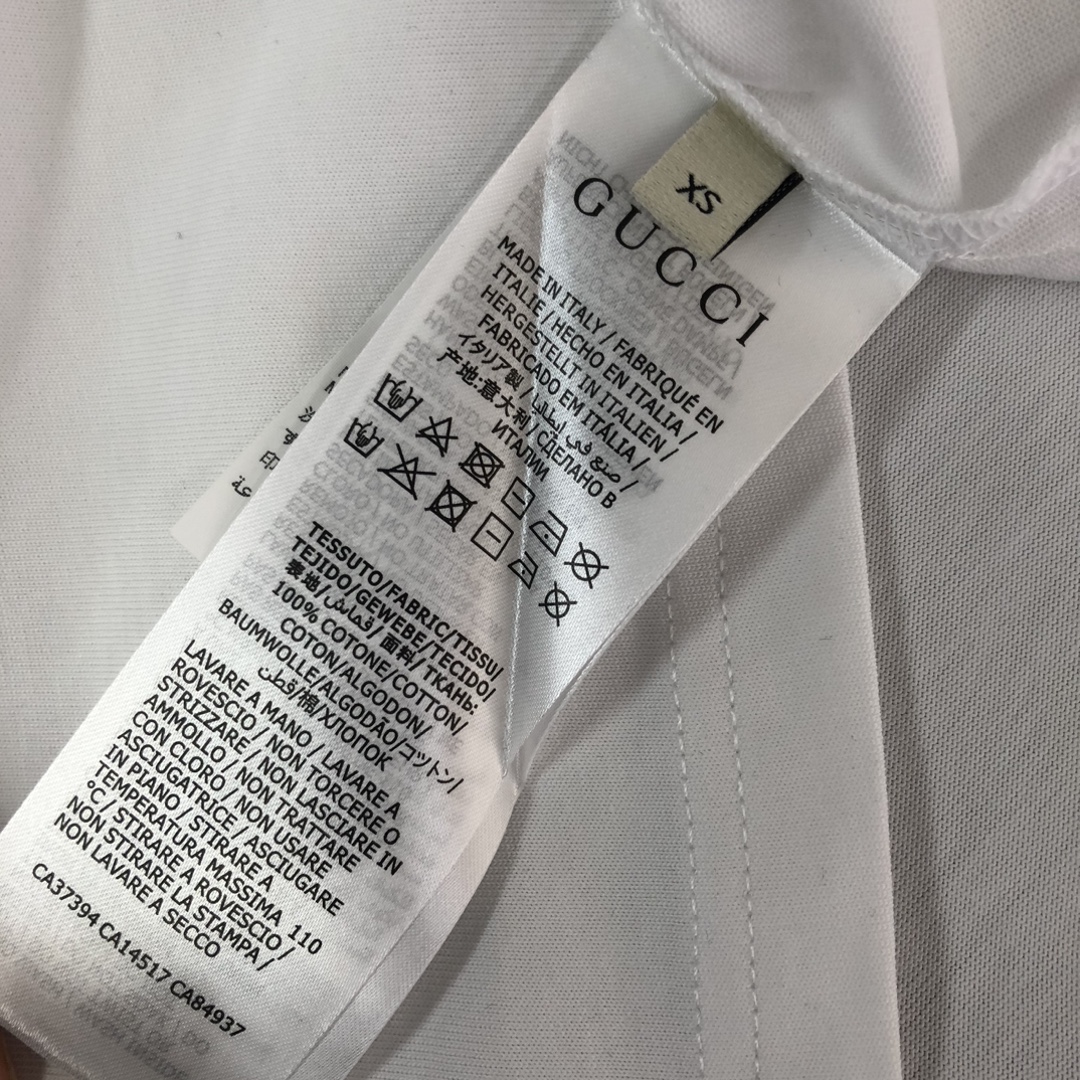 XS
GUCCI
MADE IN ITALY / FABRIQUÉ EN
ITALIE / HECHO EN ITALIA /
HERGESTELLT IN ITALIEN /
FABRICADO EM ITÁLIA /
イタリア製 / صنع في إيطاليا /
产地:意大利 / СДЕЛАНО В
ИТАЛИИ
TESSUTO/FABRIC/TISSU/
TEJIDO/GEWEBE/TECIDO/
表地/قماش/面料/ТКАНЬ:
100% COTONE/COTTON/
COTON/ALGODON/
BAUMWOLLE/ALGODÃO/コットン/
قطن/棉/ХЛОПОК
LAVARE A MANO / LAVARE A
ROVESCIO / NON TORCERE O
STRIZZARE / NON LASCIARE IN
AMMOLLO / NON TRATTARE
CON CLORO / NON USARE
ASCIUGATRICE / ASCIUGARE
IN PIANO / STIRARE A
TEMPERATURA MASSIMA 110
°C / STIRARE A ROVESCIO /
NON STIRARE LA STAMPA /
NON LAVARE A SECCO
CA37394 CA14517 CA84937